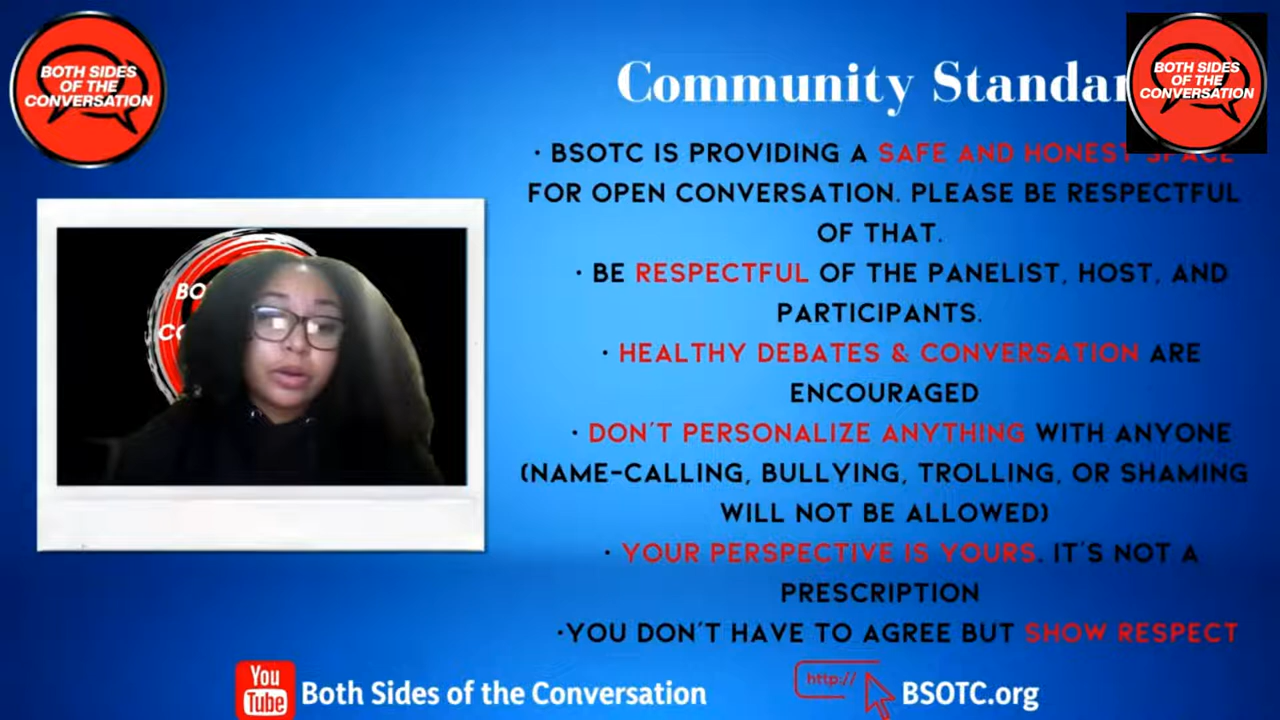 BOTH SIDES
OF THE
CONVERSATION
BOTH SIDES
OF THE
CONVERSATION
Community
· BSOTC IS PROVIDING A SAFE AND HONEST SPACE
FOR OPEN CONVERSATION. PLEASE BE RESPECTFUL
OF THAT.
· BE RESPECTFUL OF THE PANELIST, HOST, AND
PARTICIPANTS.
· HEALTHY DEBATES & CONVERSATION ARE
ENCOURAGED
· DON'T PERSONALIZE ANYTHING WITH ANYONE
(NAME-CALLING, BULLYING, TROLLING, OR SHAMING
WILL NOT BE ALLOWED)
· YOUR PERSPECTIVE IS YOURS. IT'S NOT A
PRESCRIPTION
·YOU DON'T HAVE TO AGREE BUT SHOW RESPECT
You
Tube
Both Sides of the Conversation
http://
BSOTC.org